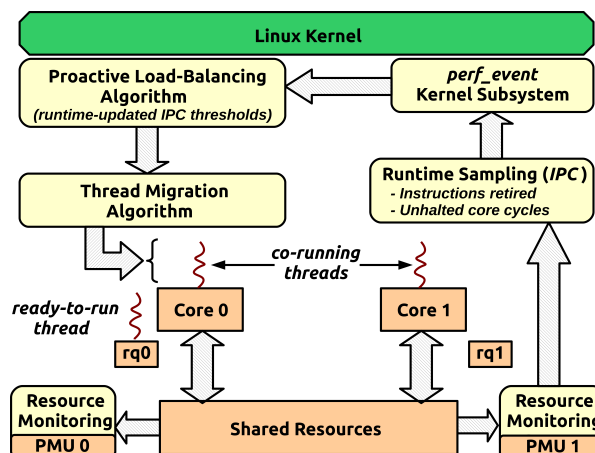 Linux Kernel
Proactive Load-Balancing
Algorithm
(runtime-updated IPC thresholds)
perf_event
Kernel Subsystem
Thread Migration
Algorithm
Runtime Sampling (IPC)
- Instructions retired
- Unhalted core cycles
co-running
threads
ready-to-run
thread
Core 0
Core 1
rq0
rq1
Resource
Monitoring
PMU 0
Shared Resources
Resource
Monitoring
PMU 1